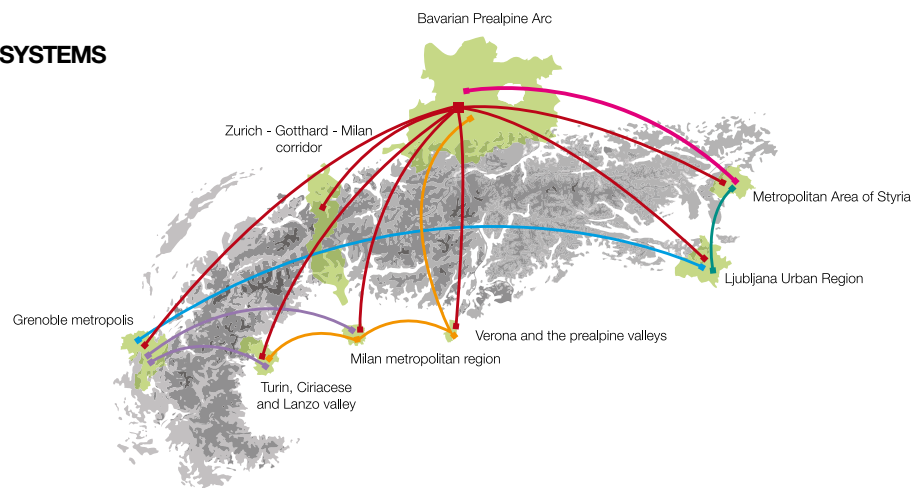 Bavarian Prealpine Arc
SYSTEMS
Zurich - Gotthard - Milan
corridor
Metropolitan Area of Styria
Ljubljana Urban Region
Grenoble metropolis
Verona and the prealpine valleys
Milan metropolitan region
Turin, Ciriacese
and Lanzo valley